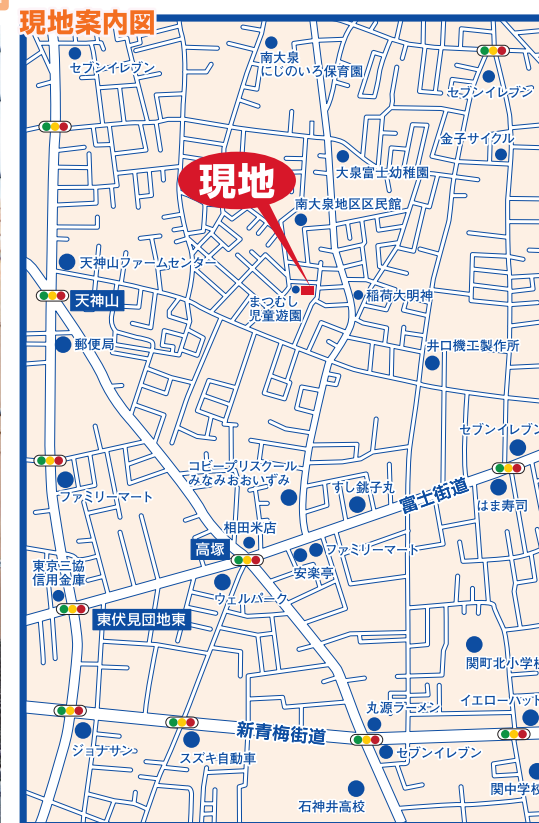 現地案内図
セブンイレブン
南大泉
にじのいろ保育園
セブンイレブン
金子サイクル
大泉富士幼稚園
現地
南大泉地区区民館
天神山ファームセンター
天神山
まつむし
児童遊園
稲荷大明神
郵便局
井口機工製作所
セブンイレブン
コビープリスクール
みなみおおいずみ
すし銚子丸
富士街道
はま寿司
ファミリーマート
相田米店
高塚
ファミリーマート
安楽亭
東京三協
信用金庫
ウェルパーク
東伏見団地東
関町北小学校
イエローハット
丸源ラーメン
新青梅街道
ジョナサン
スズキ自動車
セブンイレブン
関中学校
石神井高校